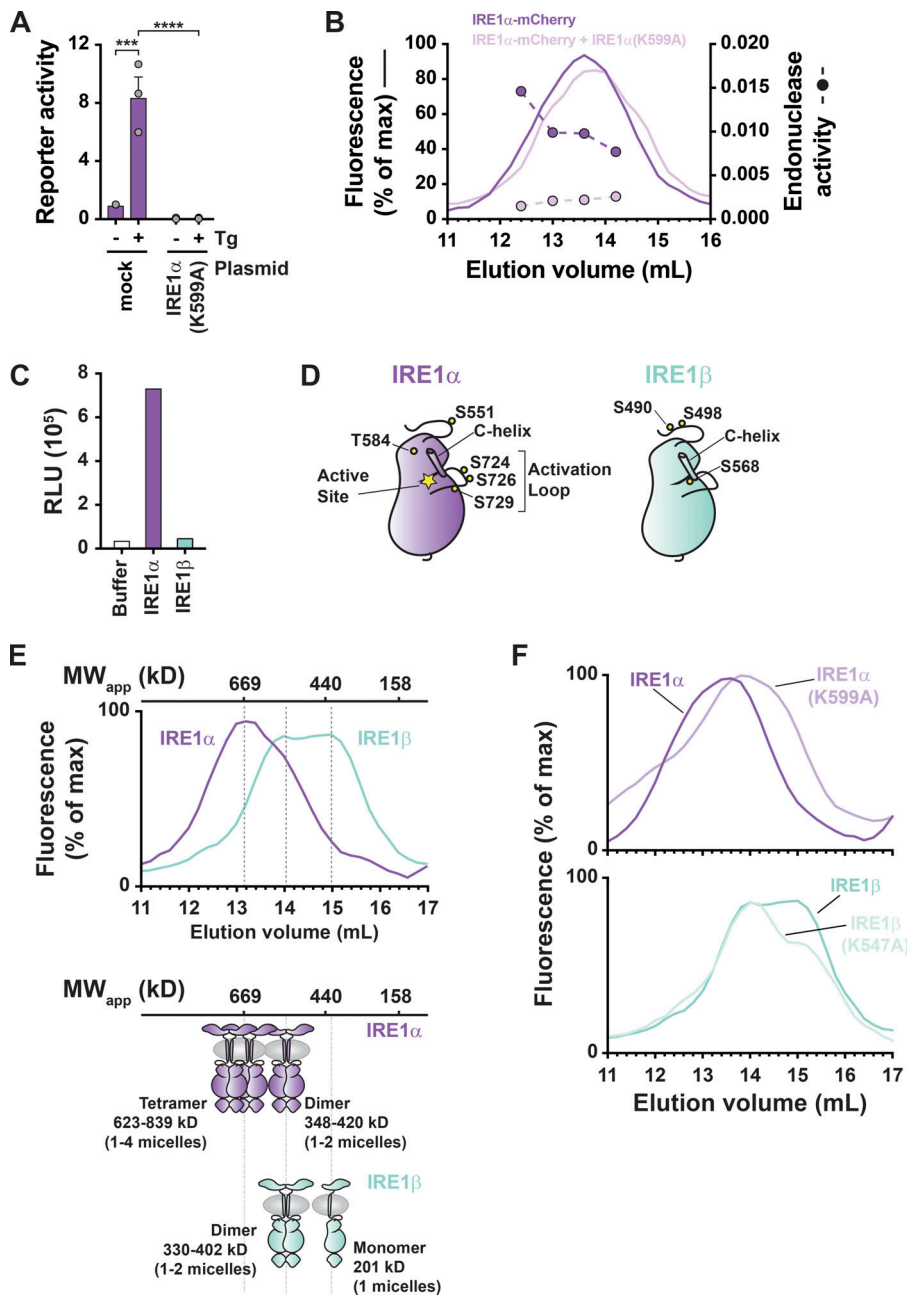 A
Reporter activity
12
8
4
0
***
****
- + - + Tg
mock
IRE1α
(K599A)
Plasmid
B
IRE1α-mCherry
IRE1α-mCherry + IRE1α(K599A)
Fluorescence
(% of max)
100
80
60
40
20
0
0.020
0.015
0.010
0.005
0.000
Endonuclease
activity
11 12 13 14 15 16
Elution volume (mL)
C
RLU (10⁵)
8
6
4
2
0
Buffer
IRE1α
IRE1β
D
IRE1α
S551
T584
C-helix
Active
Site
S724
S726
S729
Activation
Loop
IRE1β
S490
S498
C-helix
S568
E
MWapp (kD)
669 440 158
IRE1α
IRE1β
Fluorescence
(% of max)
100
0
11 12 13 14 15 16 17
Elution volume (mL)
MWapp (kD)
669 440 158
IRE1α
Tetramer
623-839 kD
(1-4 micelles)
Dimer
348-420 kD
(1-2 micelles)
IRE1β
Dimer
330-402 kD
(1-2 micelles)
Monomer
201 kD
(1 micelles)
F
Fluorescence (% of max)
100
0
IRE1α
IRE1α
(K599A)
11 12 13 14 15 16 17
100
0
IRE1β
IRE1β
(K547A)
11 12 13 14 15 16 17
Elution volume (mL)